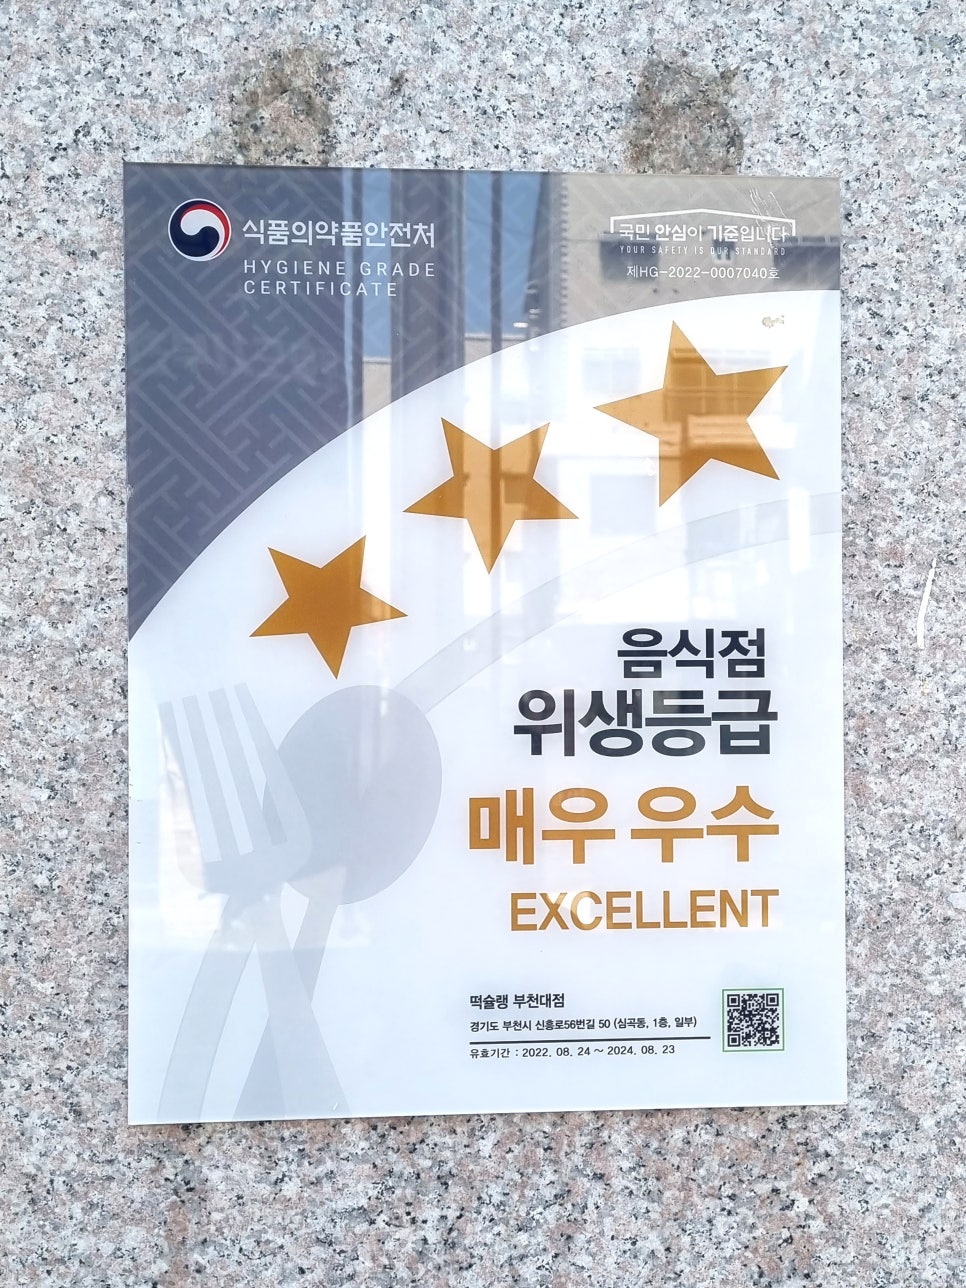 식품의약품안전처
HYGIENE GRADE
CERTIFICATE
국민 안심이 기준입니다
YOUR SAFETY IS OUR STANDARD
제HG-2022-0007040호
음식점
위생등급
매우 우수
EXCELLENT
떡슐랭 부천대점
경기도 부천시 신흥로56번길 50 (심곡동, 1층, 일부)
유효기간 : 2022. 08. 24 ~ 2024. 08. 23